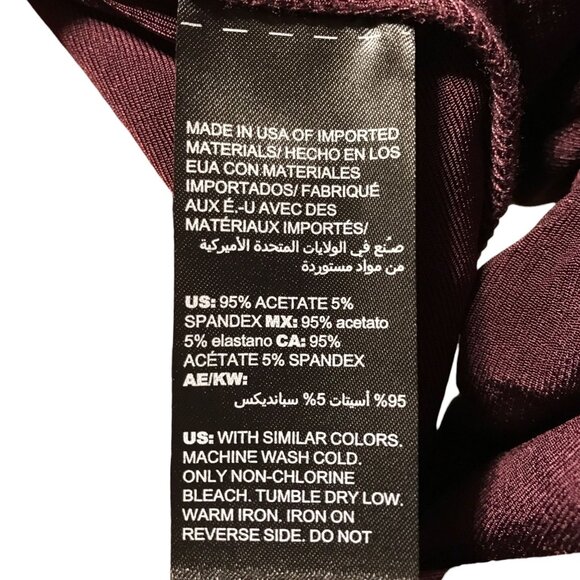 MADE IN USA OF IMPORTED
MATERIALS/ HECHO EN LOS
EUA CON MATERIALES
IMPORTADOS/ FABRIQUÉ
AUX É.-U AVEC DES
MATÉRIAUX IMPORTÉS/
صنّع في الولايات المتحدة الأميركية
من مواد مستوردة
US: 95% ACETATE 5%
SPANDEX MX: 95% acetato
5% elastano CA: 95%
ACÉTATE 5% SPANDEX
AE/KW:
95% أسيتات 5% سبانديكس
US: WITH SIMILAR COLORS.
MACHINE WASH COLD.
ONLY NON-CHLORINE
BLEACH. TUMBLE DRY LOW.
WARM IRON. IRON ON
REVERSE SIDE. DO NOT